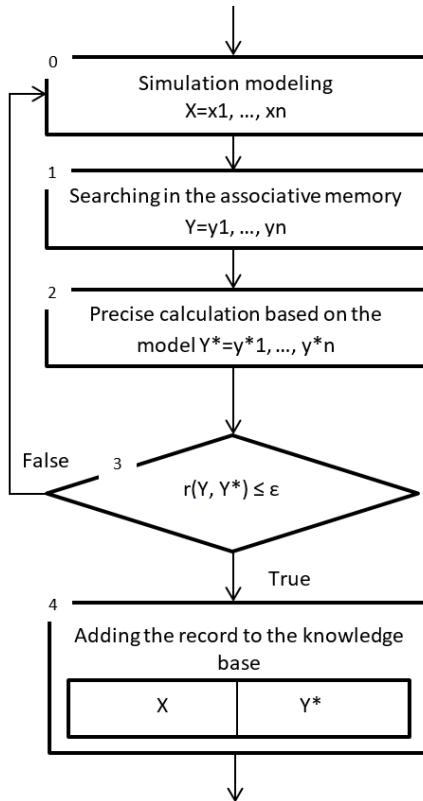 0
Simulation modeling
X=x1, ..., xn
1
Searching in the associative memory
Y=y1, ..., yn
2
Precise calculation based on the
model Y*=y*1, ..., y*n
False
3
r(Y, Y*) ≤ ε
True
4
Adding the record to the knowledge
base
X
Y*